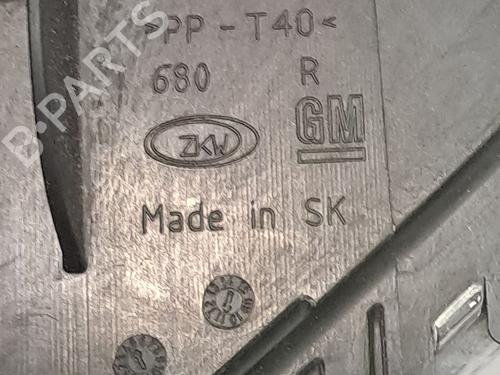 >PP-T40<
680 R
ZKW GM
Made in SK
B-PARTS